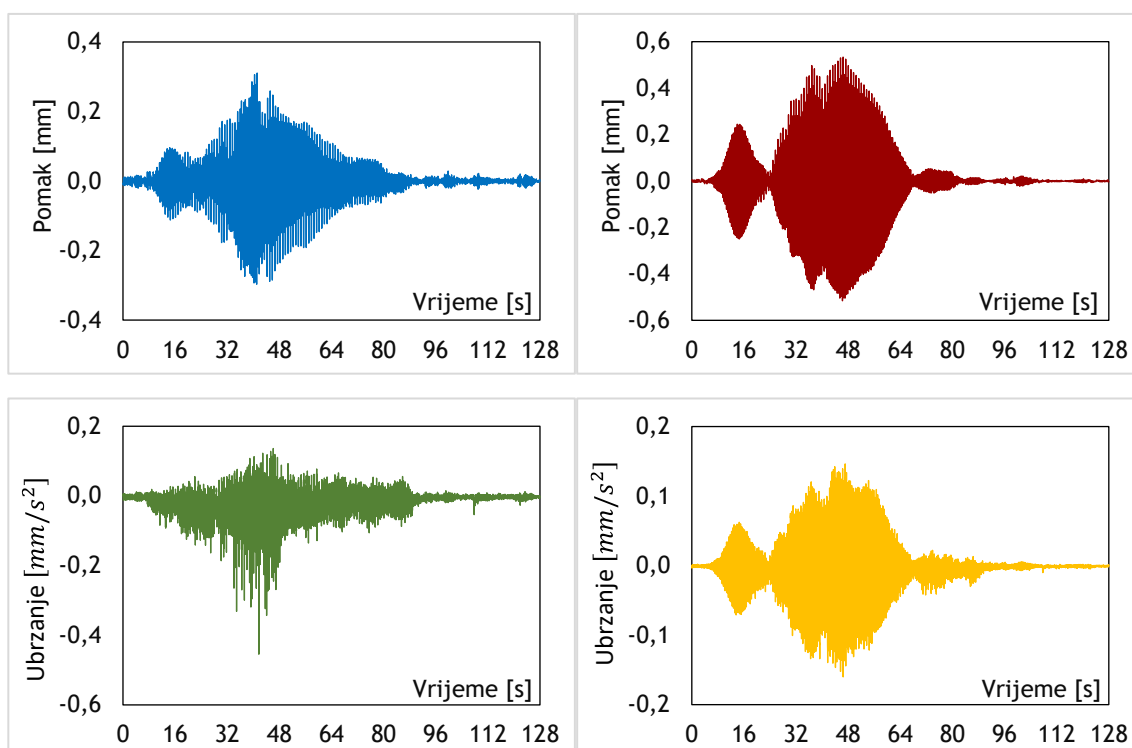 0,4
0,2
0,0
-0,2
-0,4
Pomak [mm]
Vrijeme [s]
0 16 32 48 64 80 96 112 128
0,6
0,4
0,2
0,0
-0,2
-0,4
-0,6
Pomak [mm]
Vrijeme [s]
0 16 32 48 64 80 96 112 128
0,2
0,0
-0,2
-0,4
-0,6
Ubrzanje [mm/s²]
Vrijeme [s]
0 16 32 48 64 80 96 112 128
0,2
0,1
0,0
-0,1
-0,2
Ubrzanje [mm/s²]
Vrijeme [s]
0 16 32 48 64 80 96 112 128